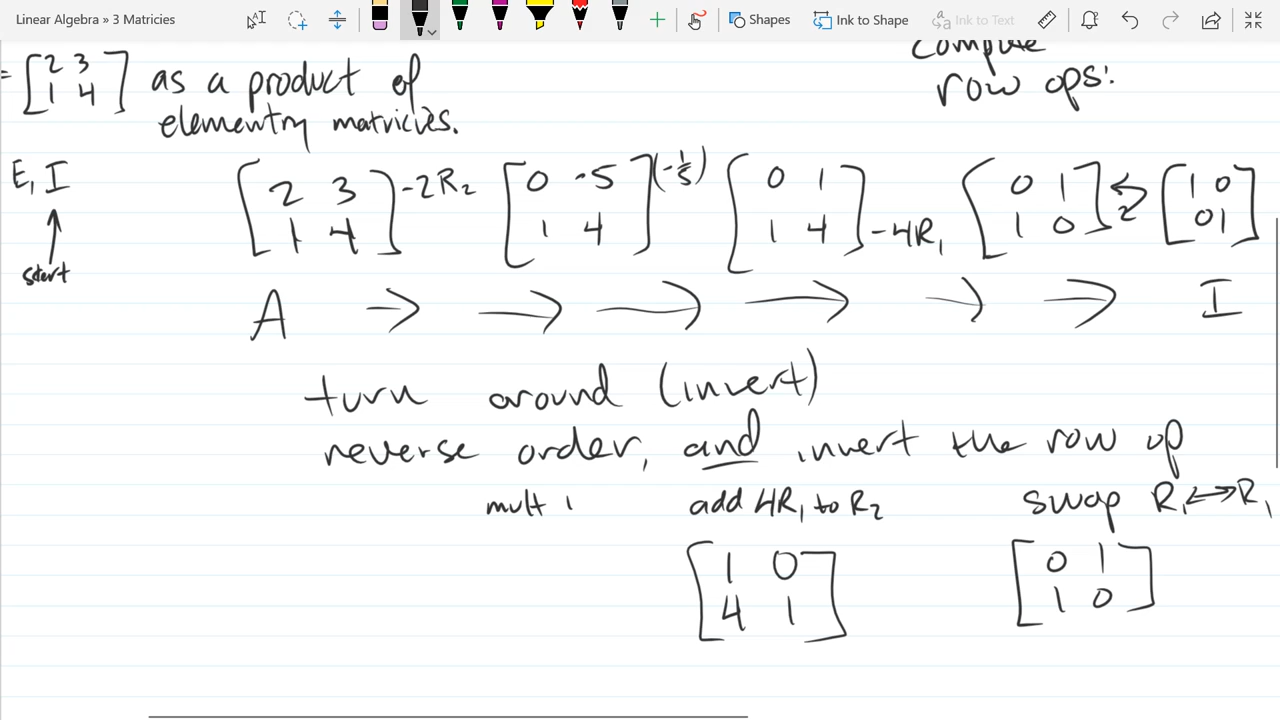 Linear Algebra » 3 Matricies
Shapes
Ink to Shape
Ink to Text
= [2 3 as a product of
1 4] elementry matricies.
compute
row ops:
E, I
start
[2 3 -2R₂ [0 -5 (-1/5) [0 1 [0 1 ↔ [1 0
1 4] 1 4] 1 4] -4R₁ 1 0] 2 0 1]
A → → → → → → I
turn around (invert)
reverse order, and invert the row op
mult 1 add 4R₁ to R₂ swap R₁↔R₁
[1 0 [0 1
4 1] 1 0]